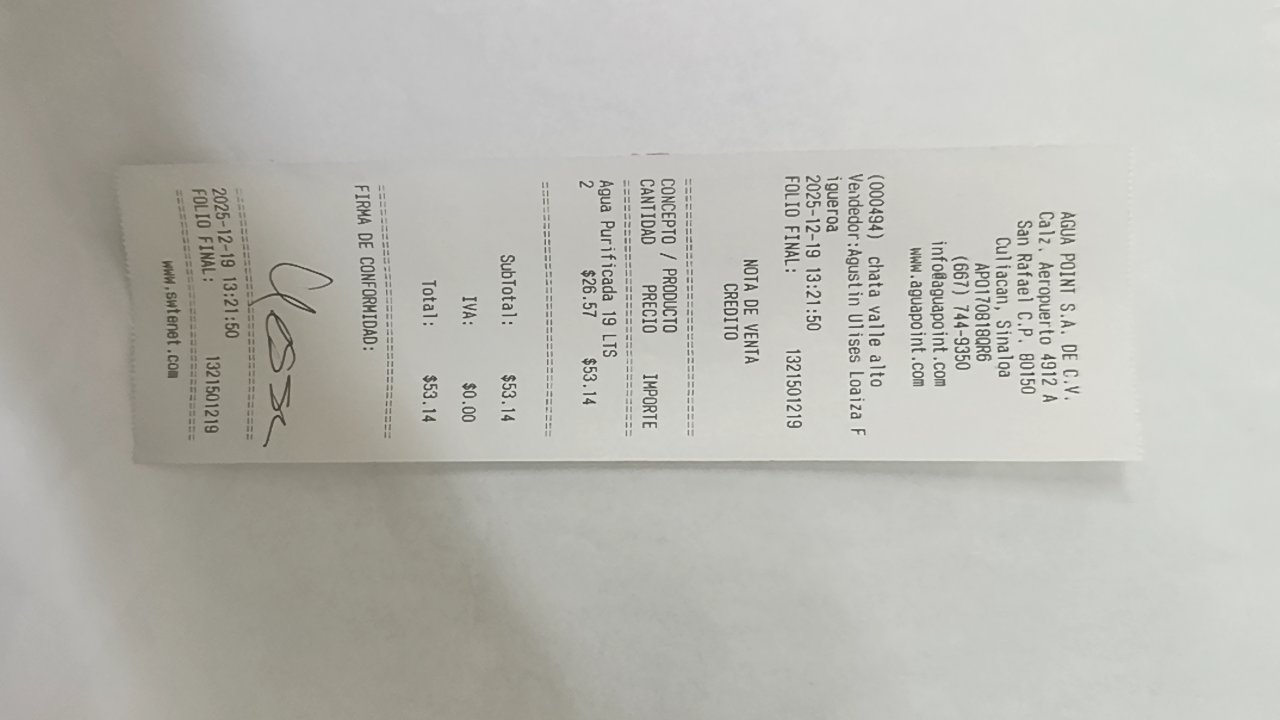 AGUA POINT S.A. DE C.V.
Calz. Aeropuerto 4912 A
San Rafael C.P. 80150
Culiacan, Sinaloa
APO170818QR6
(667) 744-9350
info@aguapoint.com
www.aguapoint.com
(000494) chata valle alto
Vendedor:Agustin Ulises Loaiza F
igueroa
2025-12-19 13:21:50
FOLIO FINAL: 1321501219
NOTA DE VENTA
CREDITO
================================
CONCEPTO / PRODUCTO
CANTIDAD PRECIO IMPORTE
================================
Agua Purificada 19 LTS
2 $26.57 $53.14
================================
SubTotal: $53.14
IVA: $0.00
Total: $53.14
================================
FIRMA DE CONFORMIDAD:
================================
2025-12-19 13:21:50
FOLIO FINAL: 1321501219
================================
www.swtenet.com